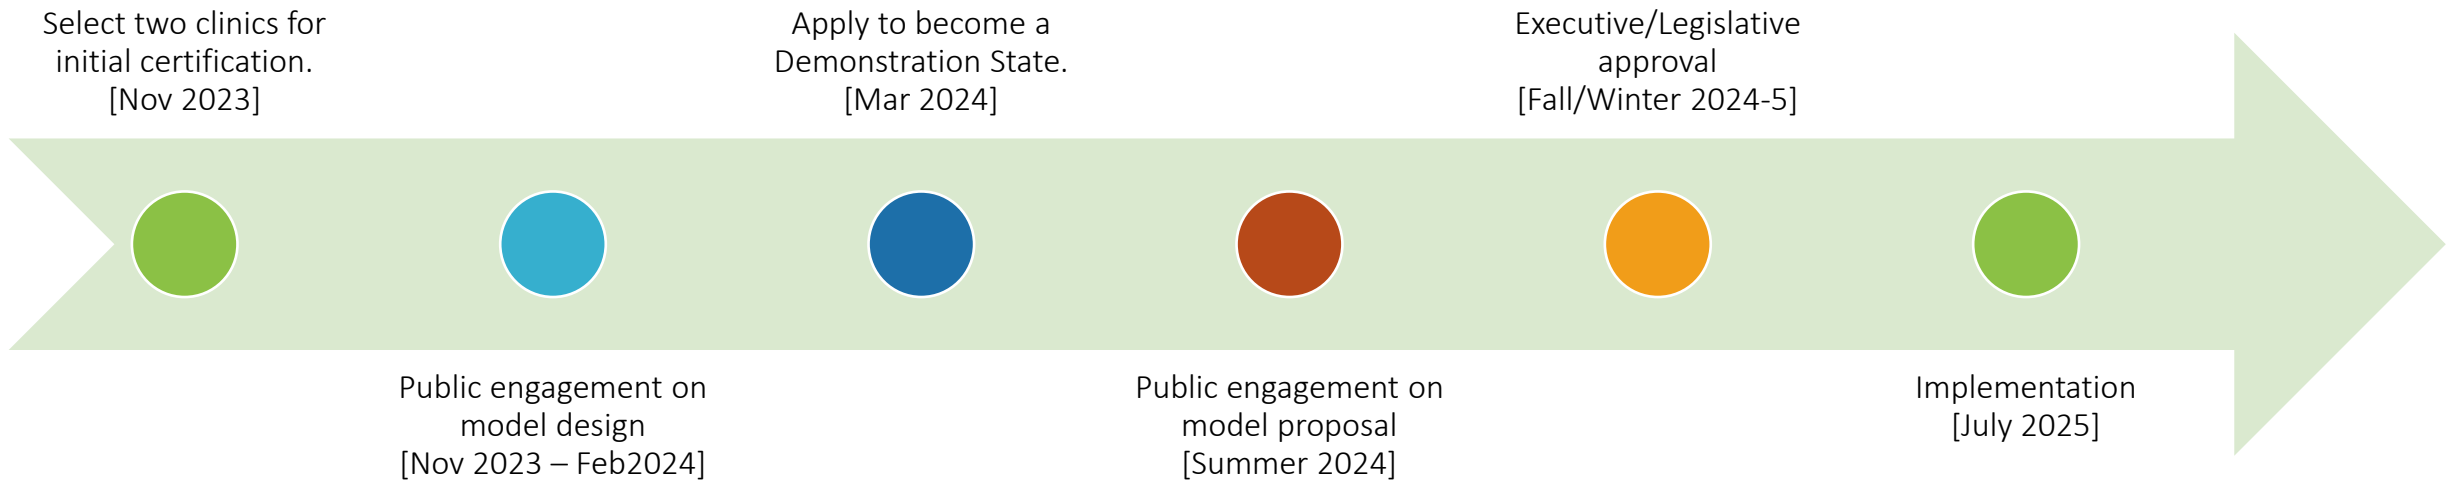 Select two clinics for
initial certification.
[Nov 2023]
Public engagement on
model design
[Nov 2023 – Feb2024]
Apply to become a
Demonstration State.
[Mar 2024]
Public engagement on
model proposal
[Summer 2024]
Executive/Legislative
approval
[Fall/Winter 2024-5]
Implementation
[July 2025]